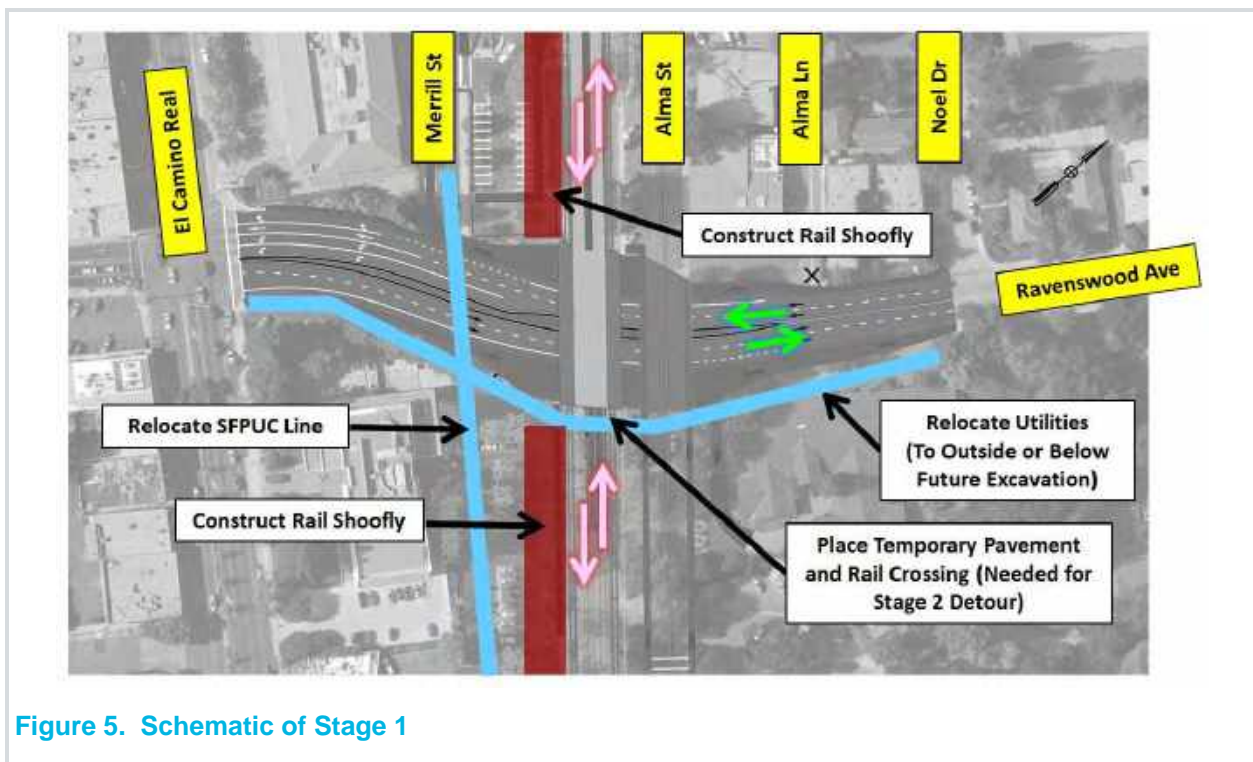 El Camino Real
Merrill St
Alma St
Alma Ln
Noel Dr
Construct Rail Shoofly
Ravenswood Ave
X
Relocate SFPUC Line
Relocate Utilities
(To Outside or Below
Future Excavation)
Construct Rail Shoofly
Place Temporary Pavement
and Rail Crossing (Needed for
Stage 2 Detour)
Figure 5. Schematic of Stage 1